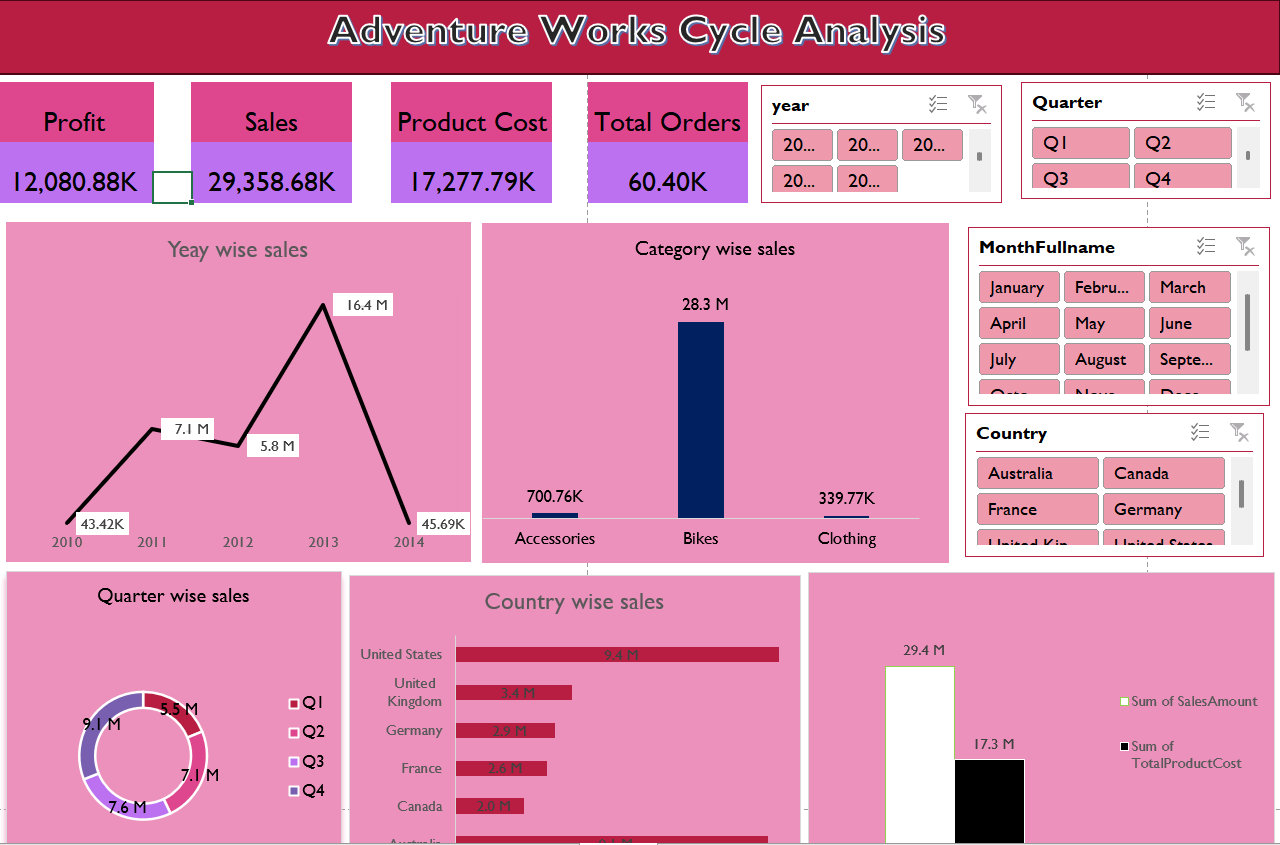 Adventure Works Cycle Analysis
Profit
12,080.88K
Sales
29,358.68K
Product Cost
17,277.79K
Total Orders
60.40K
year
20... 20... 20...
20... 20...
Quarter
Q1 Q2
Q3 Q4
Yeay wise sales
16.4 M
7.1 M
5.8 M
43.42K
45.69K
2010 2011 2012 2013 2014
Category wise sales
28.3 M
700.76K
339.77K
Accessories Bikes Clothing
MonthFullname
January Febru... March
April May June
July August Septe...
Country
Australia Canada
France Germany
United Kin United States
Quarter wise sales
5.5 M
9.1 M
7.1 M
7.6 M
Q1
Q2
Q3
Q4
Country wise sales
United States 9.4 M
United
Kingdom 3.4 M
Germany 2.9 M
France 2.6 M
Canada 2.0 M
Australia
29.4 M
17.3 M
Sum of SalesAmount
Sum of
TotalProductCost